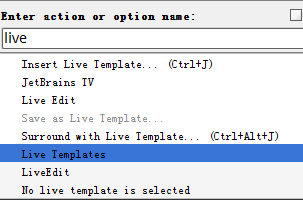 Enter action or option name:
live
Insert Live Template... (Ctrl+J)
JetBrains TV
Live Edit
Save as Live Template...
Surround with Live Template... (Ctrl+Alt+J)
Live Templates
LiveEdit
No live template is selected